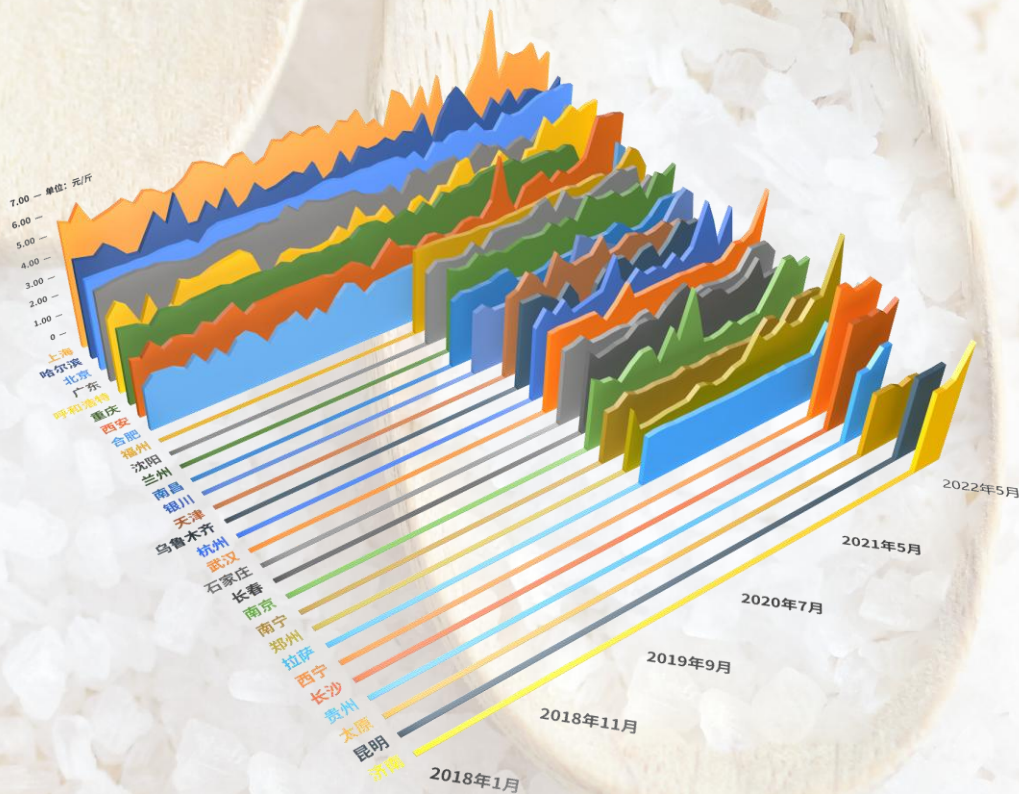 7.00
单位：元/斤
6.00
5.00
4.00
3.00
2.00
1.00
0
上海
哈尔滨
北京
广东
呼和浩特
重庆
西安
合肥
福州
沈阳
兰州
南昌
银川
天津
乌鲁木齐
杭州
武汉
石家庄
长春
南京
南宁
郑州
拉萨
西宁
长沙
贵州
太原
昆明
济南
2018年1月
2018年11月
2019年9月
2020年7月
2021年5月
2022年5月